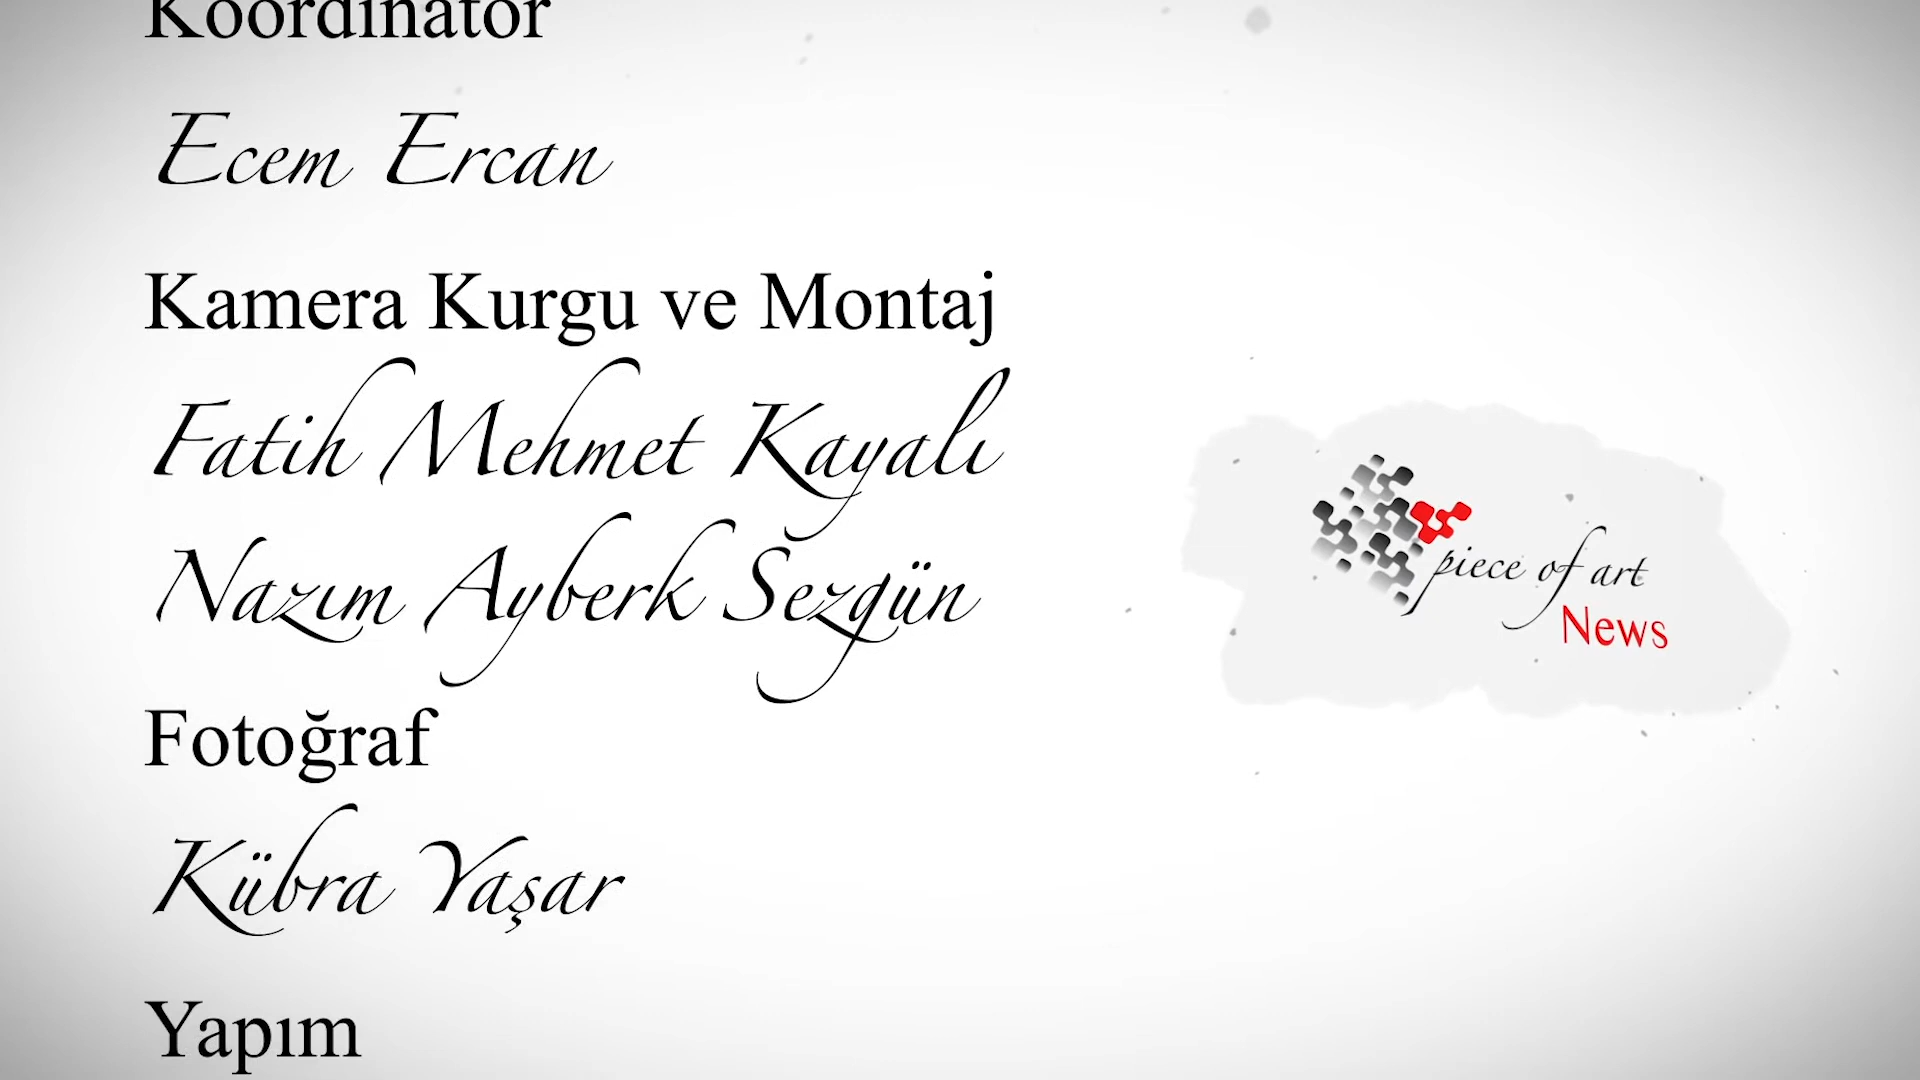 Koordinatör
Ecem Ercan
Kamera Kurgu ve Montaj
Fatih Mehmet Kayalı
Nazım Ayberk Sezgün
Fotoğraf
Kübra Yaşar
Yapım
piece of art
News